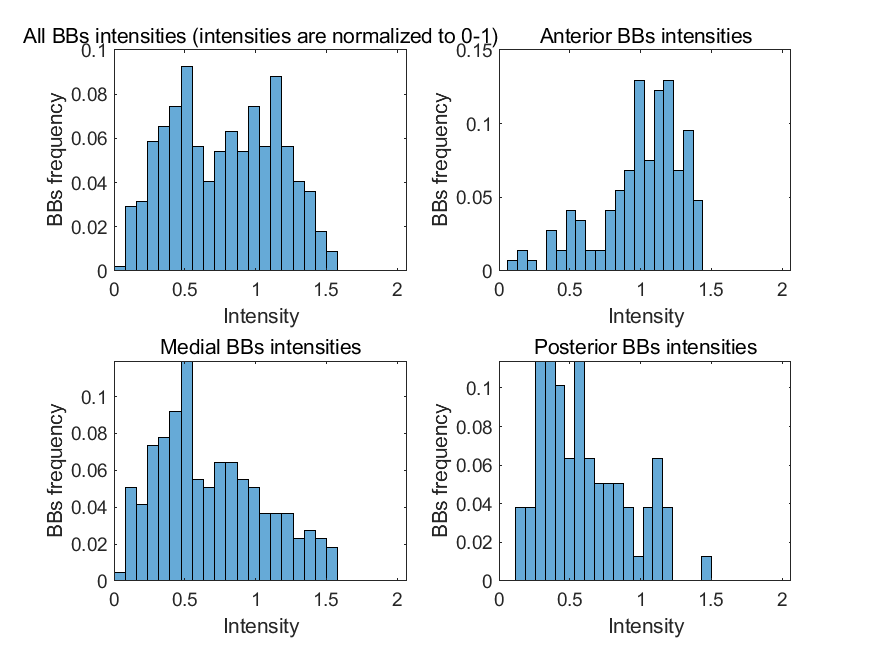 All BBs intensities (intensities are normalized to 0-1)
0.1
0.08
0.06
0.04
0.02
0
BBs frequency
0 0.5 1 1.5 2
Intensity
Anterior BBs intensities
0.15
0.1
0.05
0
BBs frequency
0 0.5 1 1.5 2
Intensity
Medial BBs intensities
0.1
0.08
0.06
0.04
0.02
0
BBs frequency
0 0.5 1 1.5 2
Intensity
Posterior BBs intensities
0.1
0.08
0.06
0.04
0.02
0
BBs frequency
0 0.5 1 1.5 2
Intensity